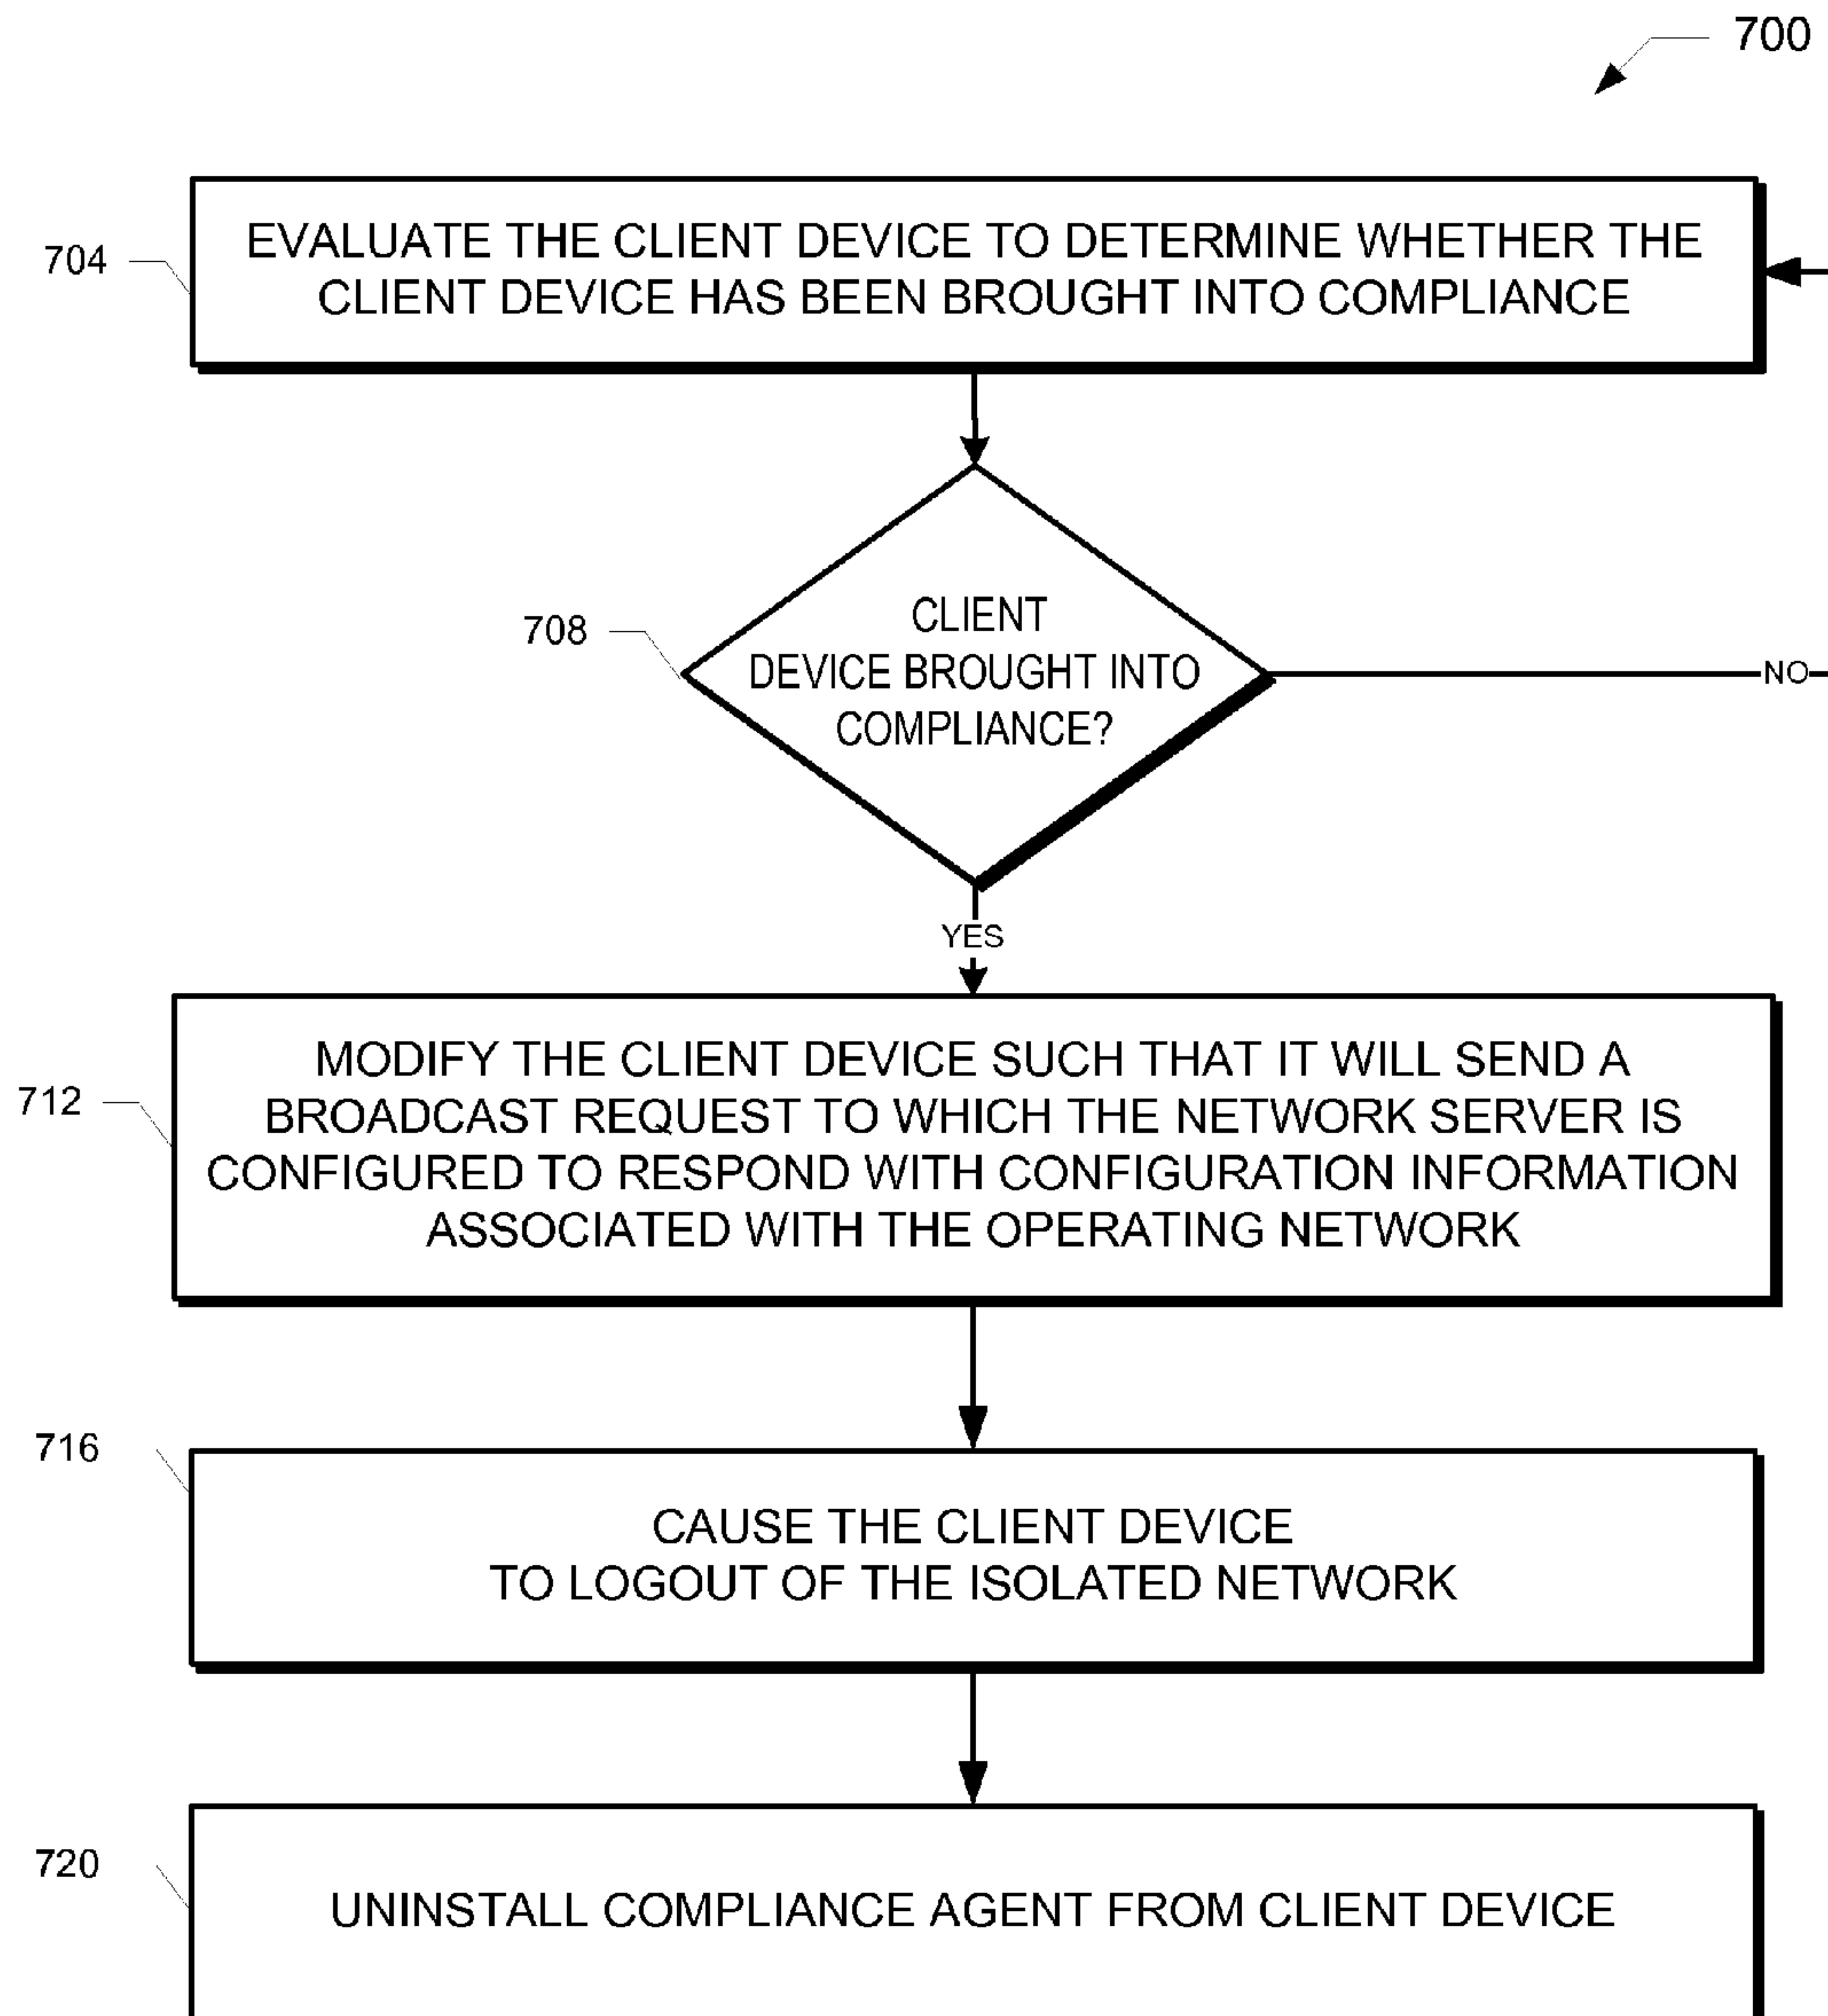 700
704
EVALUATE THE CLIENT DEVICE TO DETERMINE WHETHER THE
CLIENT DEVICE HAS BEEN BROUGHT INTO COMPLIANCE
708
CLIENT
DEVICE BROUGHT INTO
COMPLIANCE?
NO
YES
712
MODIFY THE CLIENT DEVICE SUCH THAT IT WILL SEND A
BROADCAST REQUEST TO WHICH THE NETWORK SERVER IS
CONFIGURED TO RESPOND WITH CONFIGURATION INFORMATION
ASSOCIATED WITH THE OPERATING NETWORK
716
CAUSE THE CLIENT DEVICE
TO LOGOUT OF THE ISOLATED NETWORK
720
UNINSTALL COMPLIANCE AGENT FROM CLIENT DEVICE